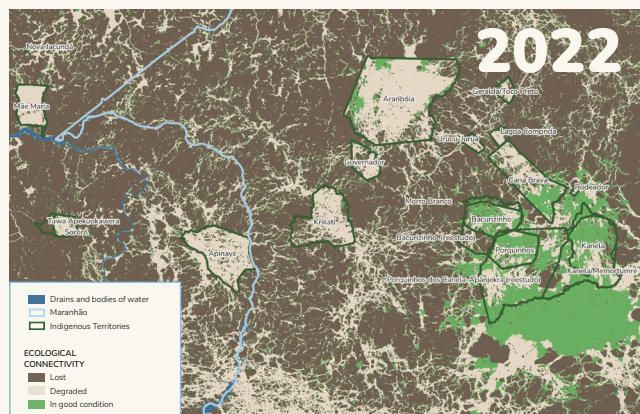 2022
Nova Jacundá
Mãe Maria
Araribóia
Geralda/Toco Preto
Urucu-Juruá
Lagoa Comprida
Governador
Cana Brava
Rodeador
Morro Branco
Tuwa Apekuokawera
Sororó
Krikati
Bacurizinho
Bacurizinho (reestudo)
Apinayé
Porquinhos
Kanela
Kanela/Memortumré
Porquinhos dos Canela-Apãnjekra (reestudo)
Drains and bodies of water
Maranhão
Indigenous Territories
ECOLOGICAL
CONNECTIVITY
Lost
Degraded
In good condition